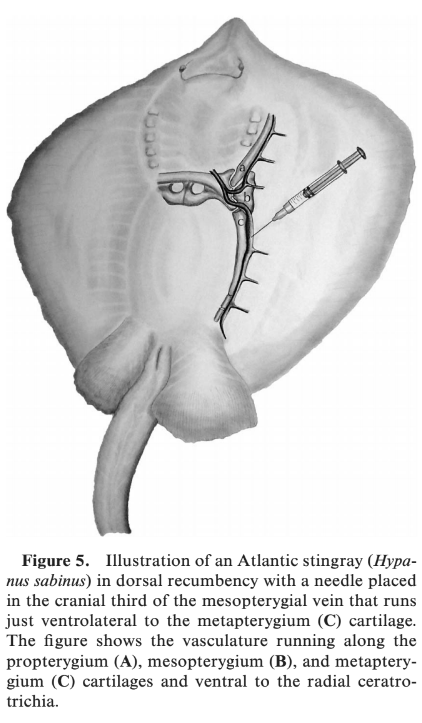 Figure 5. Illustration of an Atlantic stingray (Hypa-
nus sabinus) in dorsal recumbency with a needle placed
in the cranial third of the mesopterygial vein that runs
just ventrolateral to the metapterygium (C) cartilage.
The figure shows the vasculature running along the
propterygium (A), mesopterygium (B), and metaptery-
gium (C) cartilages and ventral to the radial ceratro-
trichia.